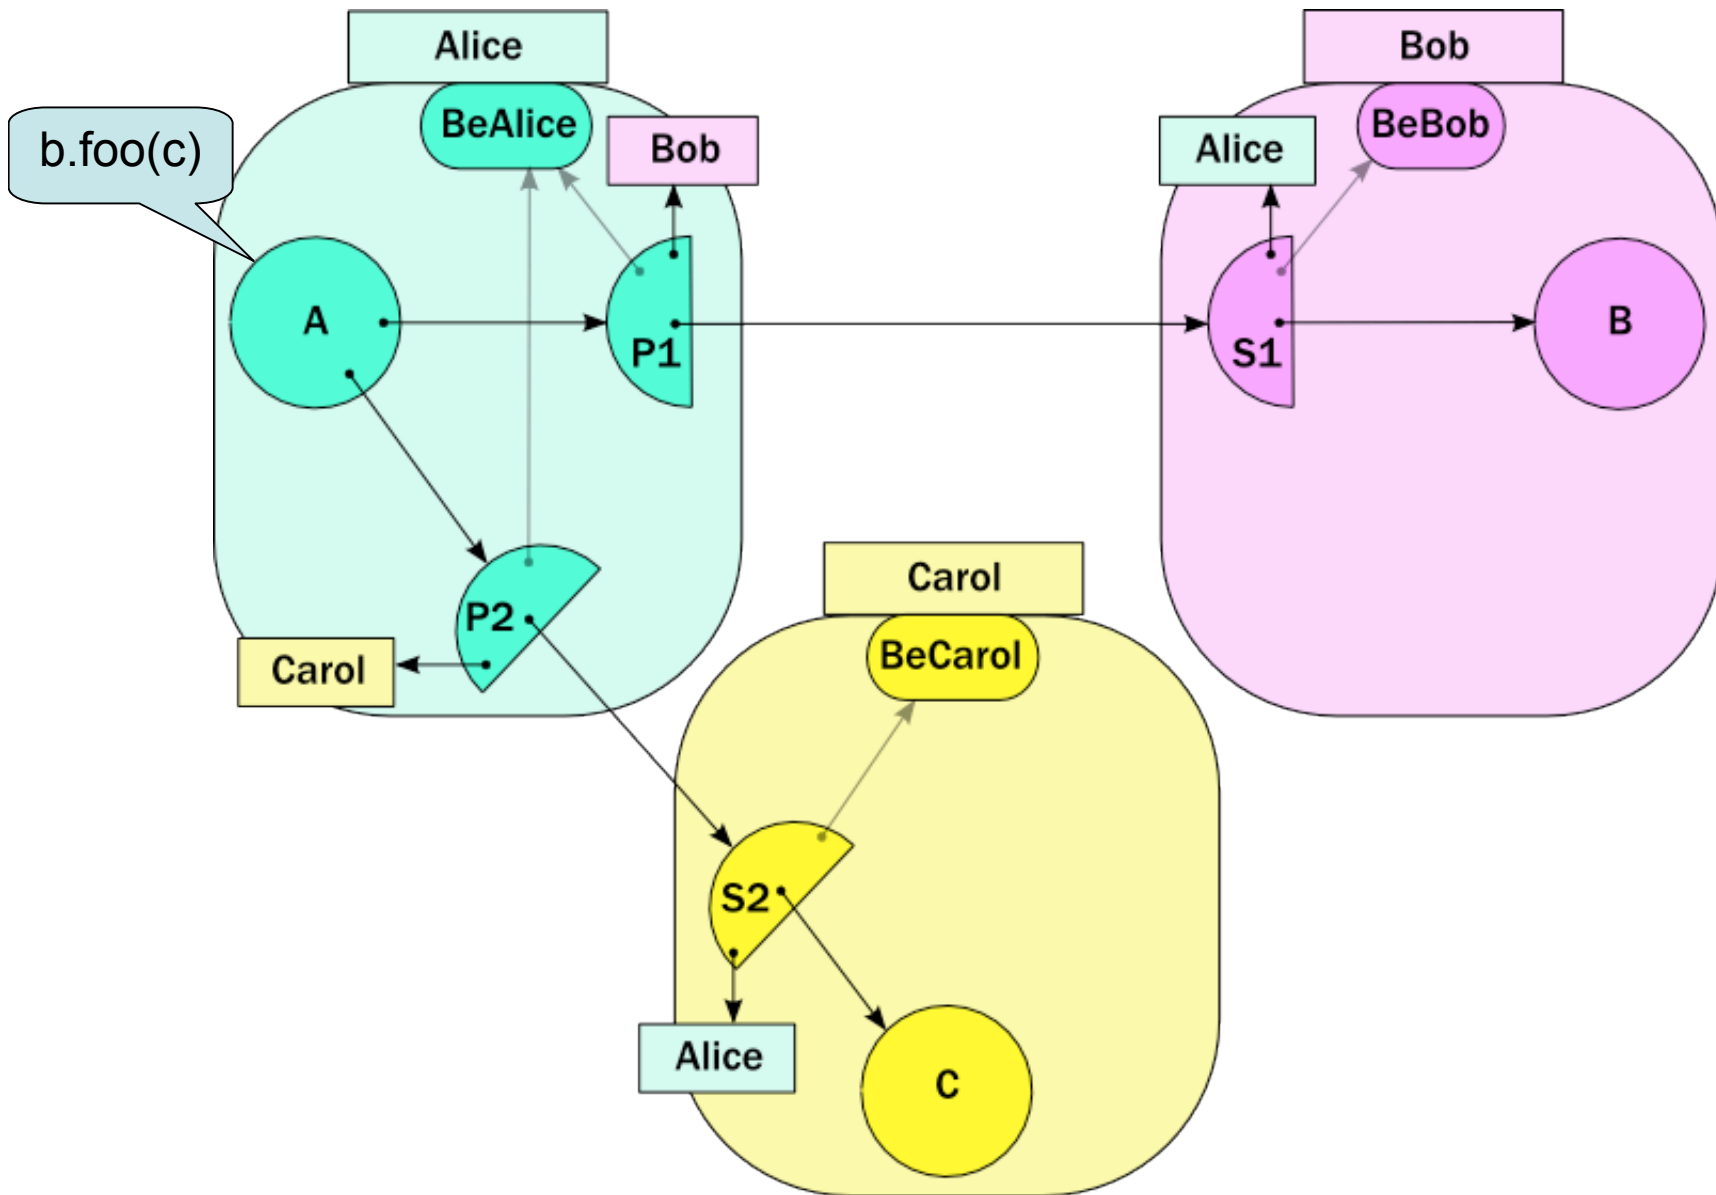 Alice
Bob
BeAlice
BeBob
b.foo(c)
Bob
Alice
A
P1
S1
B
Carol
P2
BeCarol
Carol
S2
Alice
C